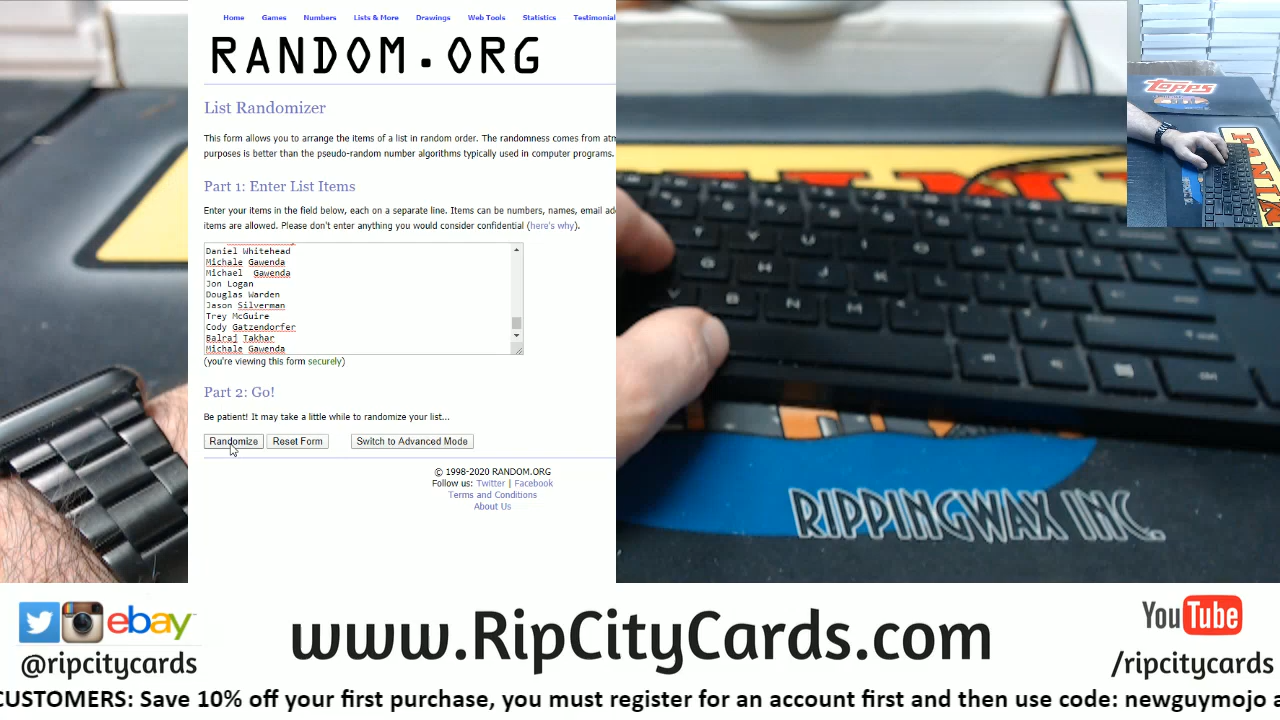 Home Games Numbers Lists & More Drawings Web Tools Statistics Testimonial
RANDOM.ORG
List Randomizer
This form allows you to arrange the items of a list in random order. The randomness comes from atm
purposes is better than the pseudo-random number algorithms typically used in computer programs.
Part 1: Enter List Items
Enter your items in the field below, each on a separate line. Items can be numbers, names, email ad
items are allowed. Please don't enter anything you would consider confidential (here's why).
Daniel Whitehead
Michale Gawenda
Michael Gawenda
Jon Logan
Douglas Warden
Jason Silverman
Trey McGuire
Cody Gatzendorfer
Balraj Takhar
Michale Gawenda
(you're viewing this form securely)
Part 2: Go!
Be patient! It may take a little while to randomize your list...
Randomize Reset Form Switch to Advanced Mode
© 1998-2020 RANDOM.ORG
Follow us: Twitter | Facebook
Terms and Conditions
About Us
topps
RIPPINGWAX INC.
ebay
@ripcitycards
www.RipCityCards.com
YouTube
/ripcitycards
CUSTOMERS: Save 10% off your first purchase, you must register for an account first and then use code: newguymojo a